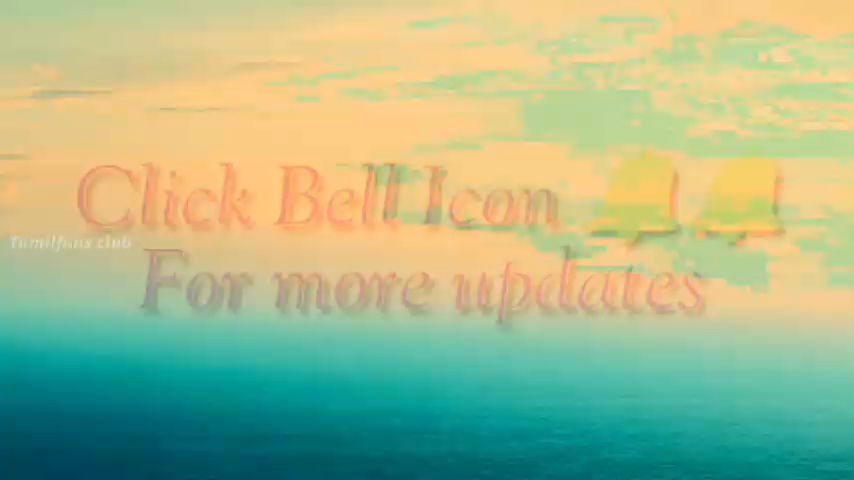 Click Bell Icon 🔔🔔
Tamilfans club
For more updates